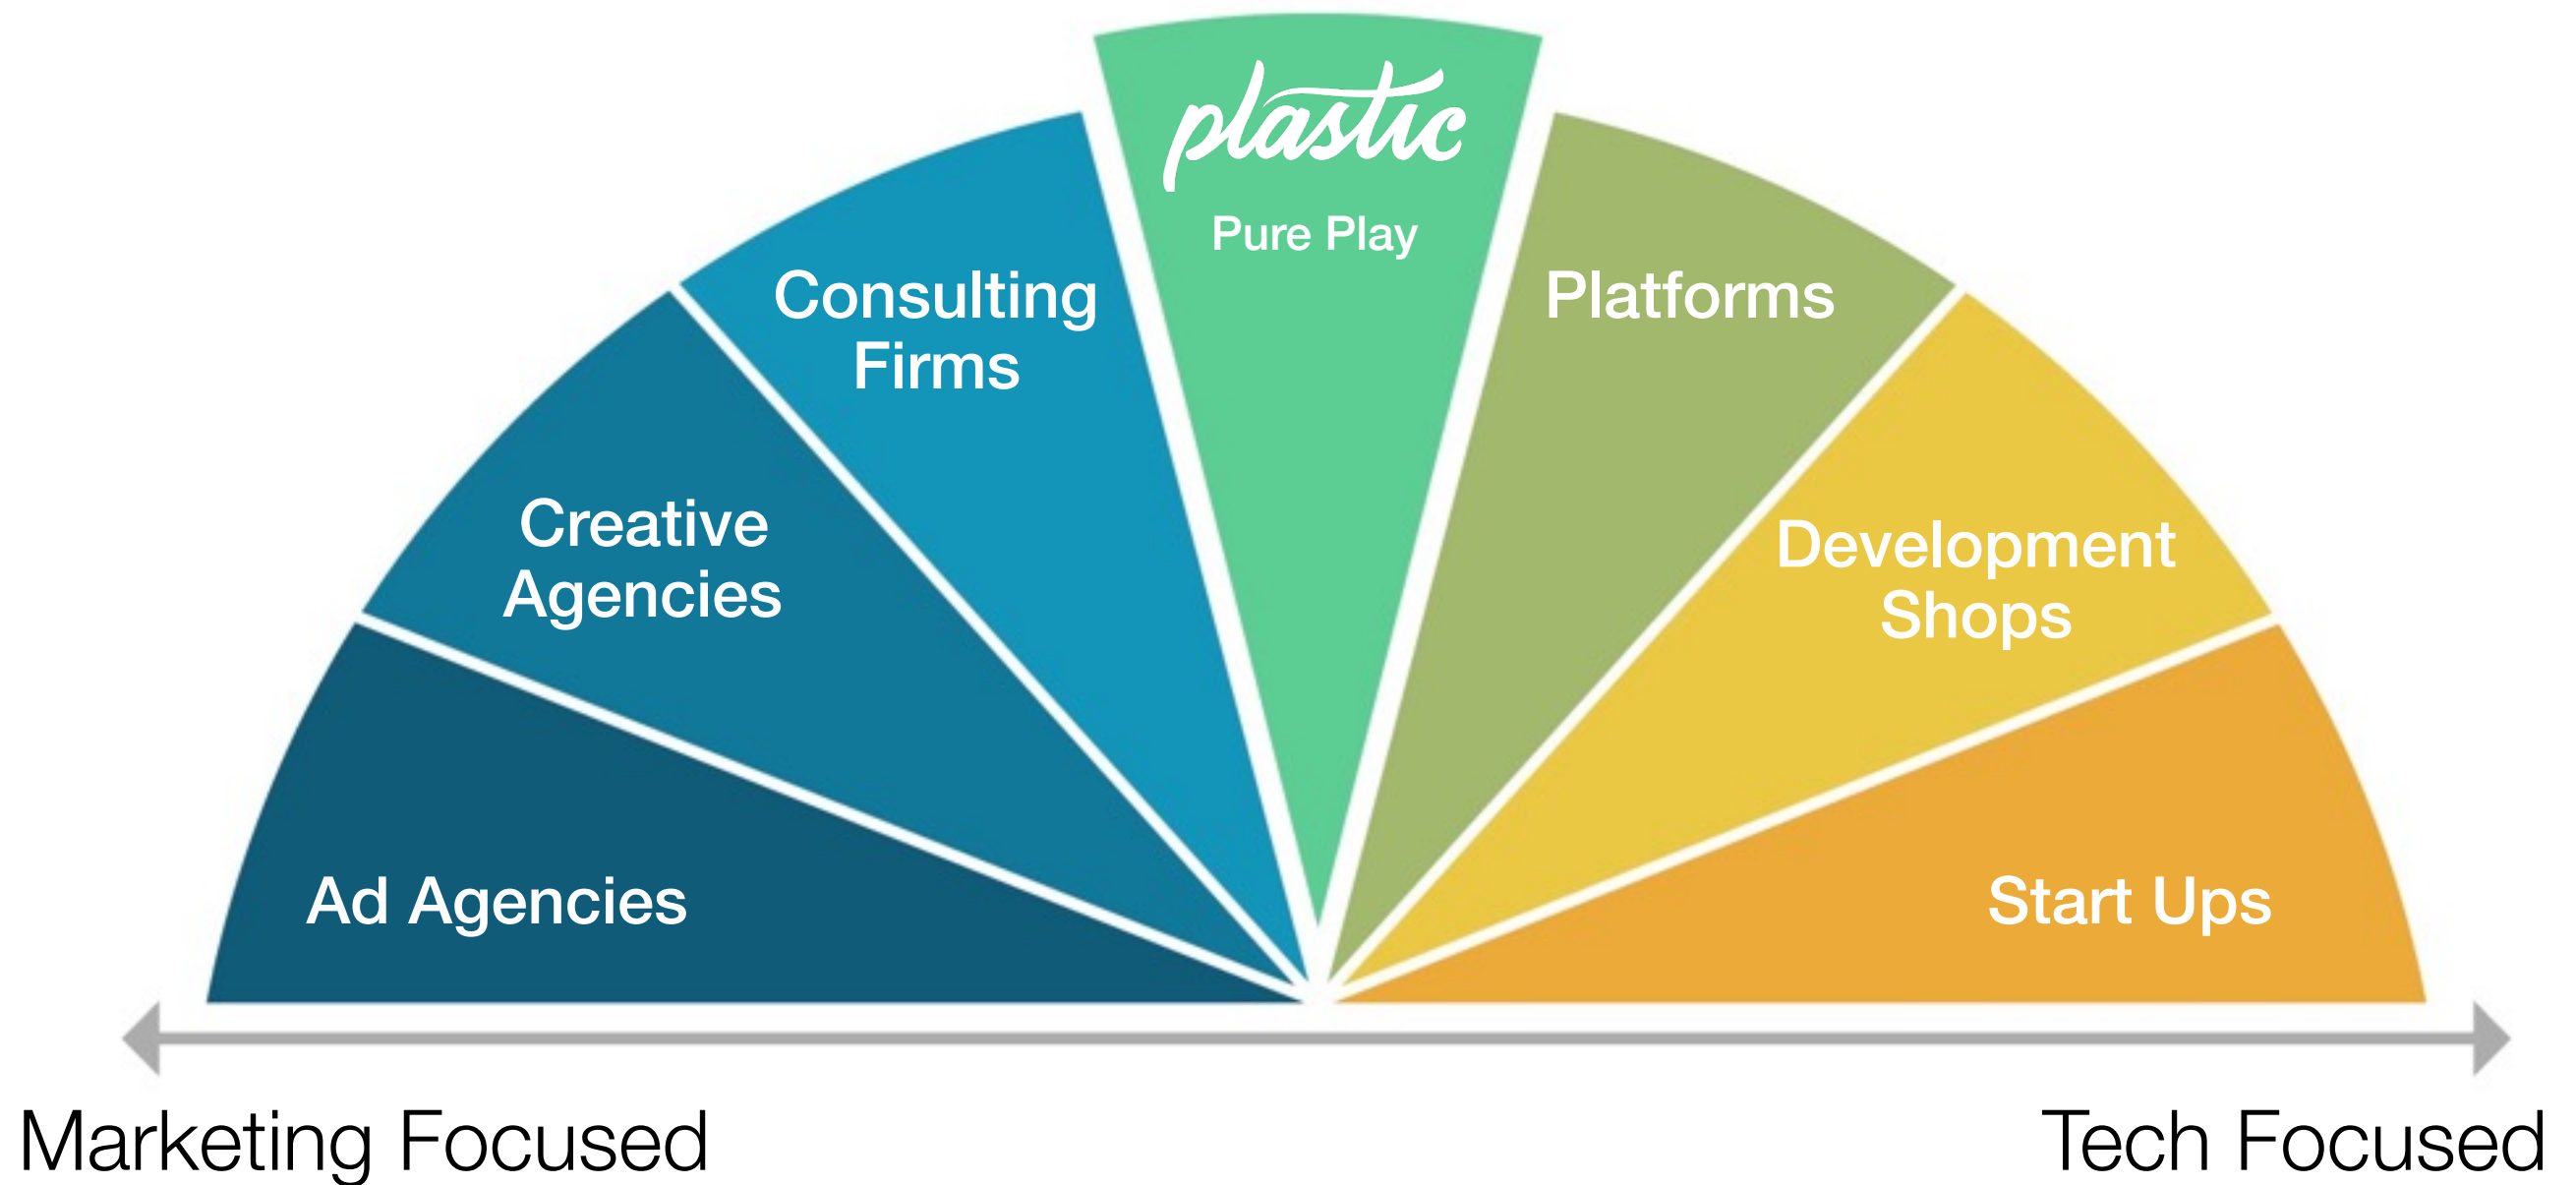 plastic
Pure Play
Consulting
Firms
Platforms
Creative
Agencies
Development
Shops
Ad Agencies
Start Ups
Marketing Focused
Tech Focused